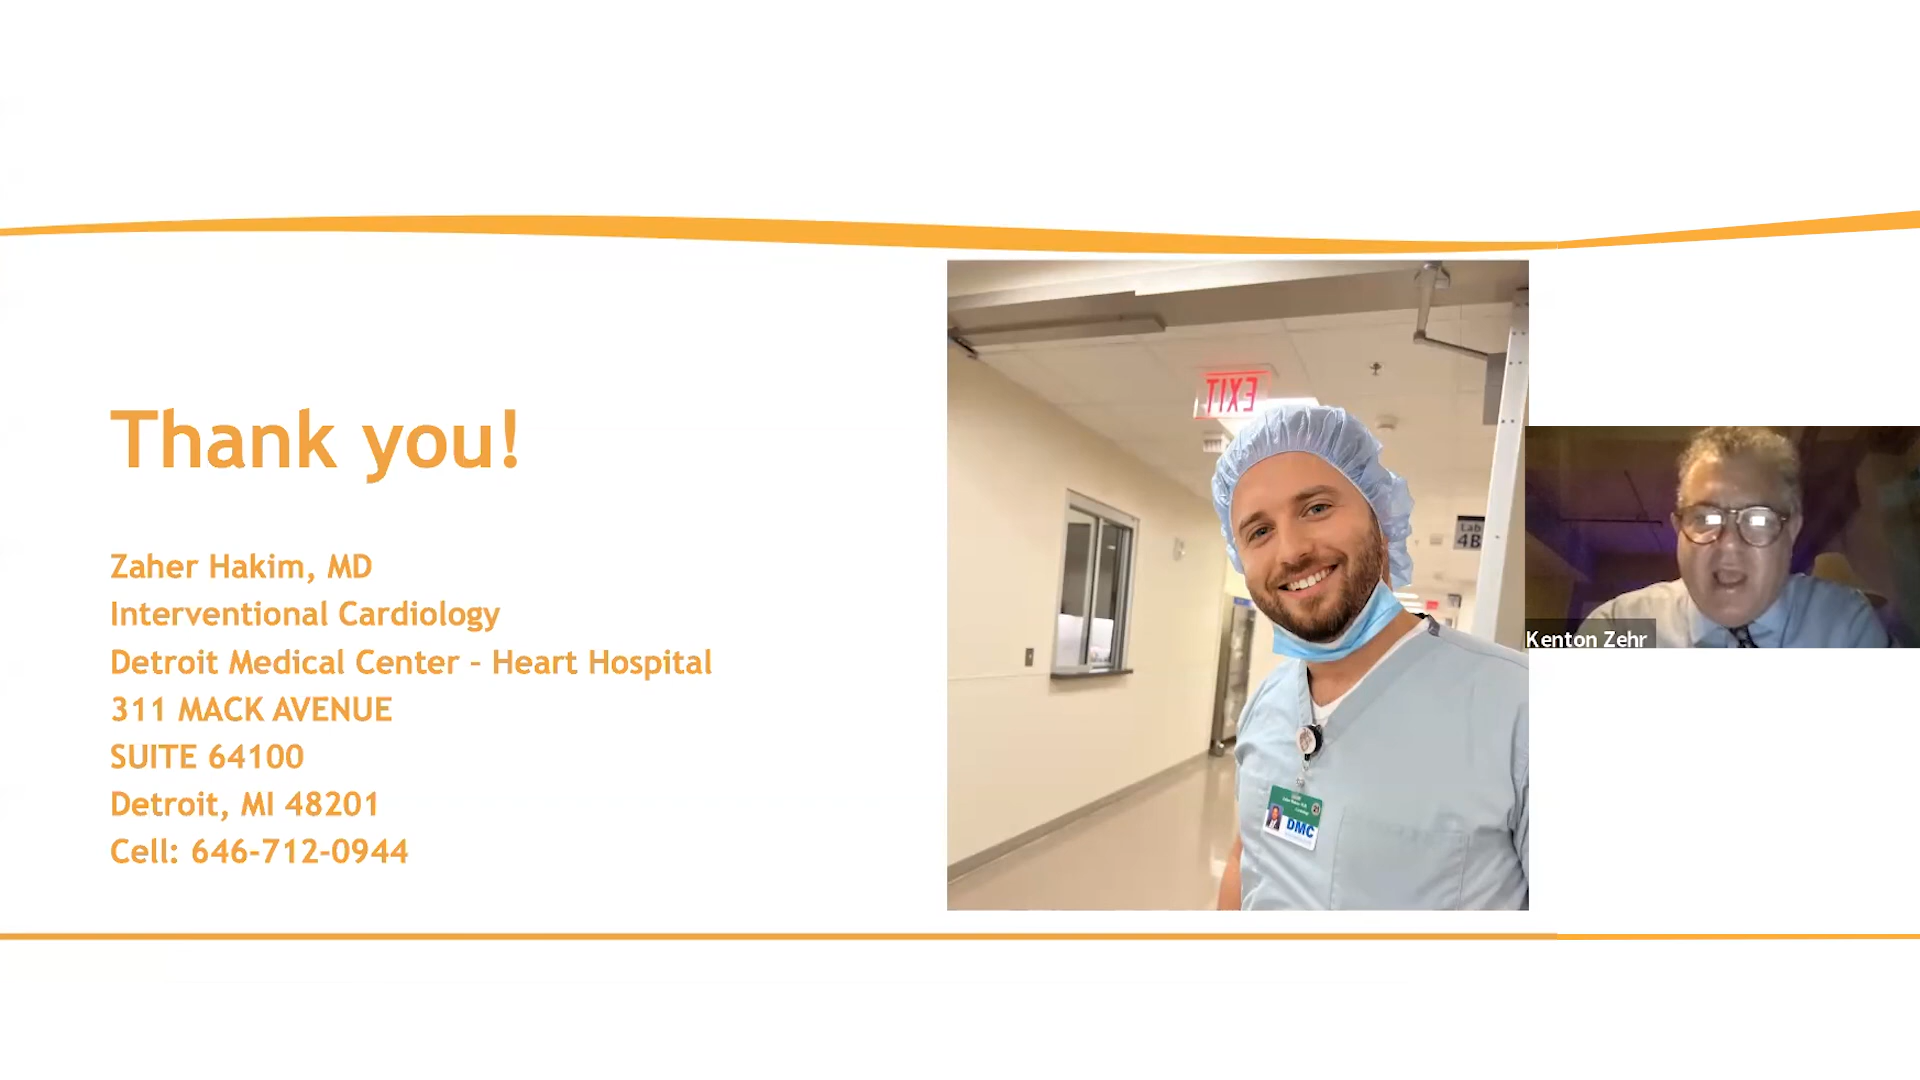 Thank you!
Zaher Hakim, MD
Interventional Cardiology
Detroit Medical Center - Heart Hospital
311 MACK AVENUE
SUITE 64100
Detroit, MI 48201
Cell: 646-712-0944
EXIT
Lab
4B
DMC
Kenton Zehr